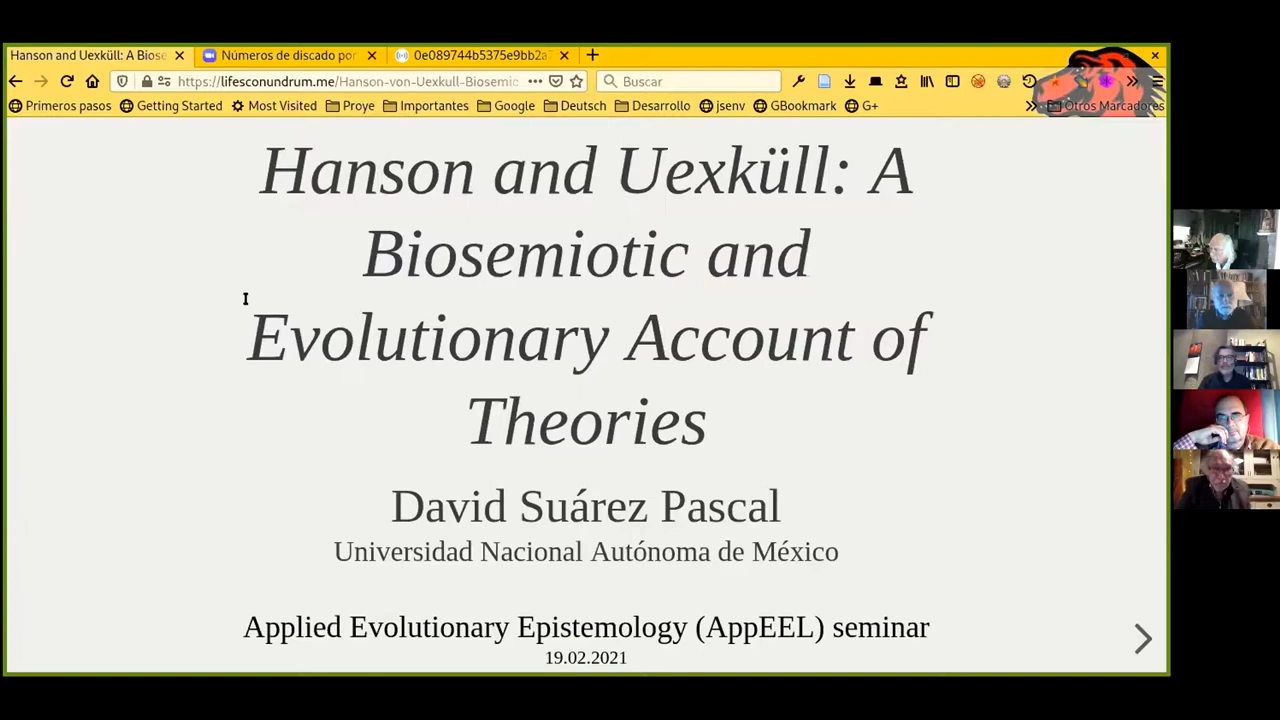 Hanson and Uexküll: A Biose
Números de discado por
0e089744b5375e9bb2a7
https://lifesconundrum.me/Hanson-von-Uexkull-Biosemic
Buscar
Primeros pasos Getting Started Most Visited Proye Importantes Google Deutsch Desarrollo jsenv GBookmark G+ Otros Marcadores
Hanson and Uexküll: A
Biosemiotic and
Evolutionary Account of
Theories
David Suárez Pascal
Universidad Nacional Autónoma de México
Applied Evolutionary Epistemology (AppEEL) seminar
19.02.2021